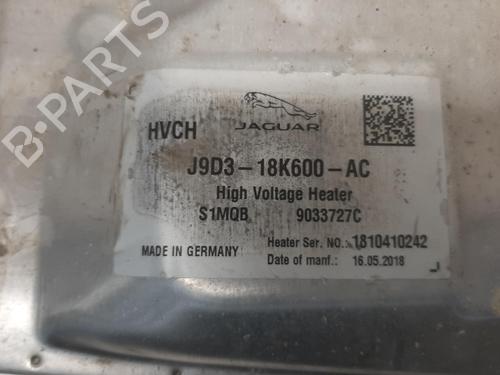 HVCH
JAGUAR
J9D3-18K600-AC
High Voltage Heater
S1MQB 9033727C
MADE IN GERMANY
Heater Ser. NO.: 1810410242
Date of manf.: 16.05.2018
B-PARTS